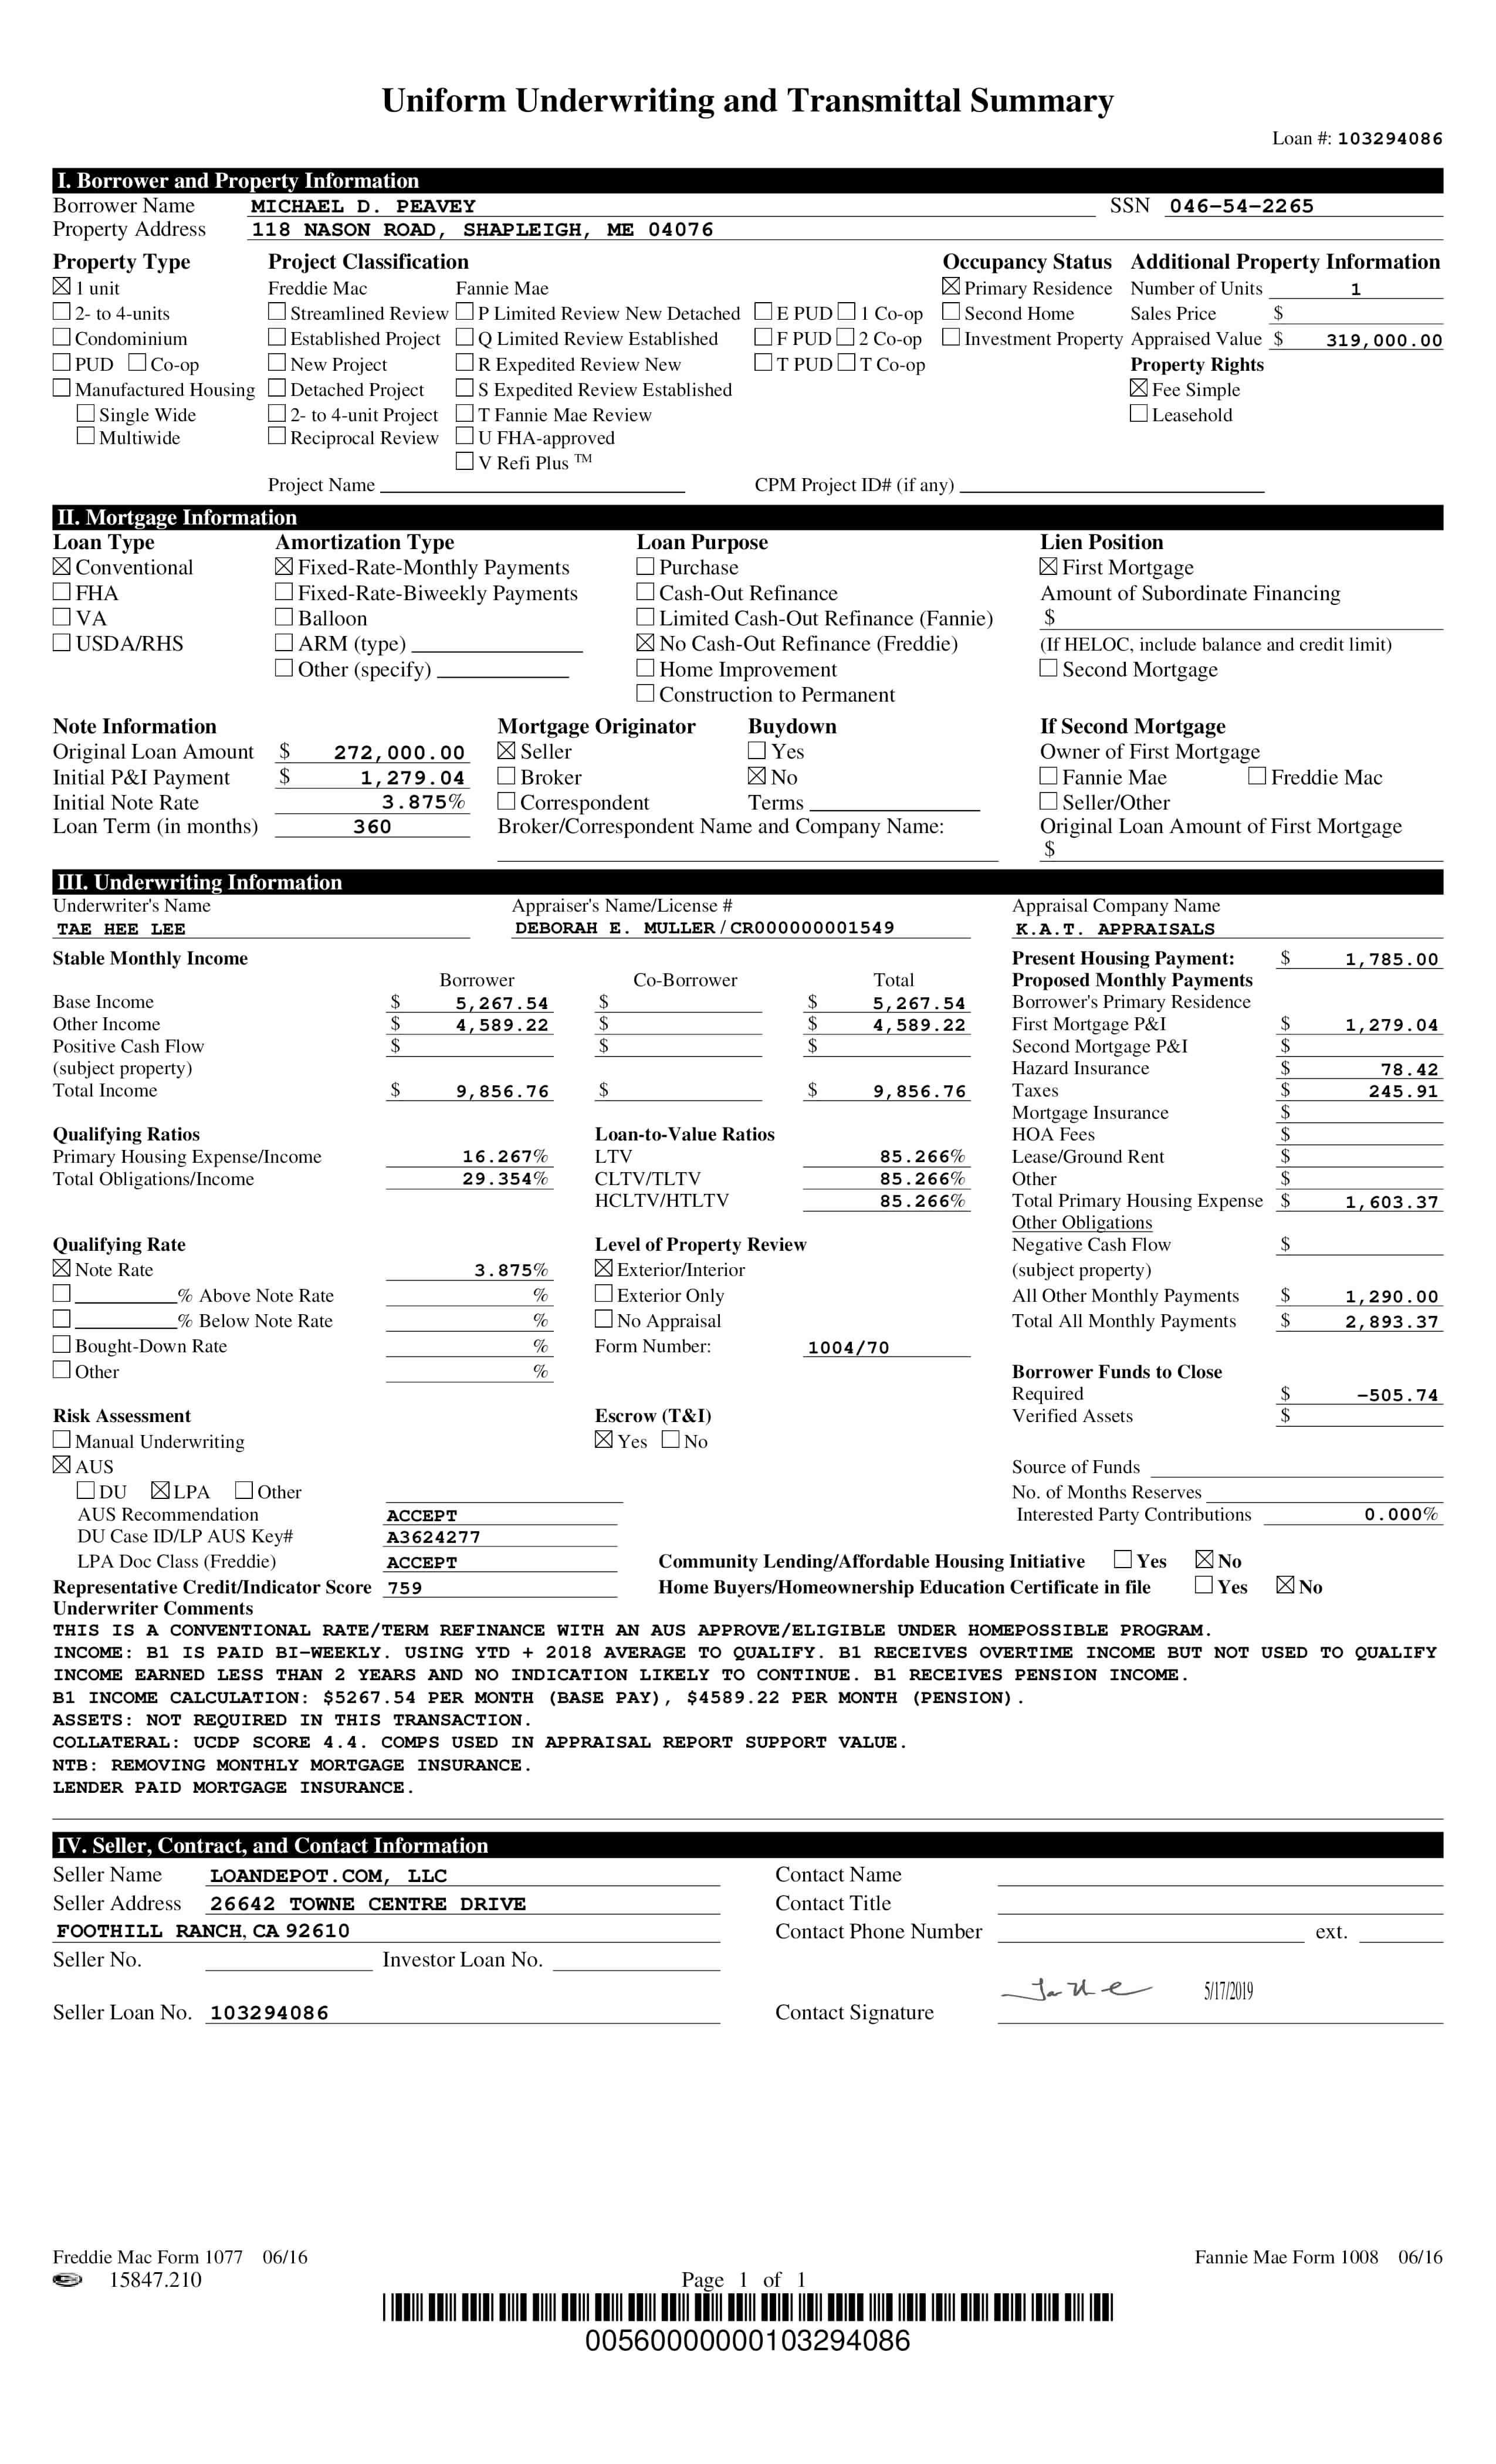 Uniform Underwriting and Transmittal Summary
Loan #: 103294086
I. Borrower and Property Information
Borrower Name MICHAEL D. PEAVEY SSN 046-54-2265
Property Address 118 NASON ROAD, SHAPLEIGH, ME 04076
Property Type Project Classification Occupancy Status Additional Property Information
☒ 1 unit Freddie Mac Fannie Mae ☒ Primary Residence Number of Units 1
☐ 2- to 4-units ☐ Streamlined Review ☐ P Limited Review New Detached ☐ E PUD ☐ 1 Co-op ☐ Second Home Sales Price $
☐ Condominium ☐ Established Project ☐ Q Limited Review Established ☐ F PUD ☐ 2 Co-op ☐ Investment Property Appraised Value $ 319,000.00
☐ PUD ☐ Co-op ☐ New Project ☐ R Expedited Review New ☐ T PUD ☐ T Co-op Property Rights
☐ Manufactured Housing ☐ Detached Project ☐ S Expedited Review Established ☒ Fee Simple
☐ Single Wide ☐ 2- to 4-unit Project ☐ T Fannie Mae Review ☐ Leasehold
☐ Multiwide ☐ Reciprocal Review ☐ U FHA-approved
☐ V Refi Plus ™
Project Name CPM Project ID# (if any)
II. Mortgage Information
Loan Type Amortization Type Loan Purpose Lien Position
☒ Conventional ☒ Fixed-Rate-Monthly Payments ☐ Purchase ☒ First Mortgage
☐ FHA ☐ Fixed-Rate-Biweekly Payments ☐ Cash-Out Refinance Amount of Subordinate Financing
☐ VA ☐ Balloon ☐ Limited Cash-Out Refinance (Fannie) $
☐ USDA/RHS ☐ ARM (type) ☒ No Cash-Out Refinance (Freddie) (If HELOC, include balance and credit limit)
☐ Other (specify) ☐ Home Improvement ☐ Second Mortgage
☐ Construction to Permanent
Note Information Mortgage Originator Buydown If Second Mortgage
Original Loan Amount $ 272,000.00 ☒ Seller ☐ Yes Owner of First Mortgage
Initial P&I Payment $ 1,279.04 ☐ Broker ☒ No ☐ Fannie Mae ☐ Freddie Mac
Initial Note Rate 3.875% ☐ Correspondent Terms ☐ Seller/Other
Loan Term (in months) 360 Broker/Correspondent Name and Company Name: Original Loan Amount of First Mortgage
$
III. Underwriting Information
Underwriter's Name Appraiser's Name/License # Appraisal Company Name
TAE HEE LEE DEBORAH E. MULLER / CR000000001549 K.A.T. APPRAISALS
Stable Monthly Income Present Housing Payment: $ 1,785.00
Borrower Co-Borrower Total Proposed Monthly Payments
Base Income $ 5,267.54 $ $ 5,267.54 Borrower's Primary Residence
Other Income $ 4,589.22 $ $ 4,589.22 First Mortgage P&I $ 1,279.04
Positive Cash Flow $ $ $ Second Mortgage P&I $
(subject property) Hazard Insurance $ 78.42
Total Income $ 9,856.76 $ $ 9,856.76 Taxes $ 245.91
Mortgage Insurance $
Qualifying Ratios Loan-to-Value Ratios HOA Fees $
Primary Housing Expense/Income 16.267% LTV 85.266% Lease/Ground Rent $
Total Obligations/Income 29.354% CLTV/TLTV 85.266% Other $
HCLTV/HTLTV 85.266% Total Primary Housing Expense $ 1,603.37
Other Obligations
Qualifying Rate Level of Property Review Negative Cash Flow $
☒ Note Rate 3.875% ☒ Exterior/Interior (subject property)
☐ % Above Note Rate % ☐ Exterior Only All Other Monthly Payments $ 1,290.00
☐ % Below Note Rate % ☐ No Appraisal Total All Monthly Payments $ 2,893.37
☐ Bought-Down Rate % Form Number: 1004/70
☐ Other % Borrower Funds to Close
Required $ -505.74
Risk Assessment Escrow (T&I) Verified Assets $
☐ Manual Underwriting ☒ Yes ☐ No
☒ AUS Source of Funds
☐ DU ☒ LPA ☐ Other No. of Months Reserves
AUS Recommendation ACCEPT Interested Party Contributions 0.000%
DU Case ID/LP AUS Key# A3624277
LPA Doc Class (Freddie) ACCEPT Community Lending/Affordable Housing Initiative ☐ Yes ☒ No
Representative Credit/Indicator Score 759 Home Buyers/Homeownership Education Certificate in file ☐ Yes ☒ No
Underwriter Comments
THIS IS A CONVENTIONAL RATE/TERM REFINANCE WITH AN AUS APPROVE/ELIGIBLE UNDER HOMEPOSSIBLE PROGRAM.
INCOME: B1 IS PAID BI-WEEKLY. USING YTD + 2018 AVERAGE TO QUALIFY. B1 RECEIVES OVERTIME INCOME BUT NOT USED TO QUALIFY
INCOME EARNED LESS THAN 2 YEARS AND NO INDICATION LIKELY TO CONTINUE. B1 RECEIVES PENSION INCOME.
B1 INCOME CALCULATION: $5267.54 PER MONTH (BASE PAY), $4589.22 PER MONTH (PENSION).
ASSETS: NOT REQUIRED IN THIS TRANSACTION.
COLLATERAL: UCDP SCORE 4.4. COMPS USED IN APPRAISAL REPORT SUPPORT VALUE.
NTB: REMOVING MONTHLY MORTGAGE INSURANCE.
LENDER PAID MORTGAGE INSURANCE.
IV. Seller, Contract, and Contact Information
Seller Name LOANDEPOT.COM, LLC Contact Name
Seller Address 26642 TOWNE CENTRE DRIVE Contact Title
FOOTHILL RANCH, CA 92610 Contact Phone Number ext.
Seller No. Investor Loan No.
5/17/2019
Seller Loan No. 103294086 Contact Signature
Freddie Mac Form 1077 06/16 Fannie Mae Form 1008 06/16
15847.210 Page 1 of 1
00560000000103294086